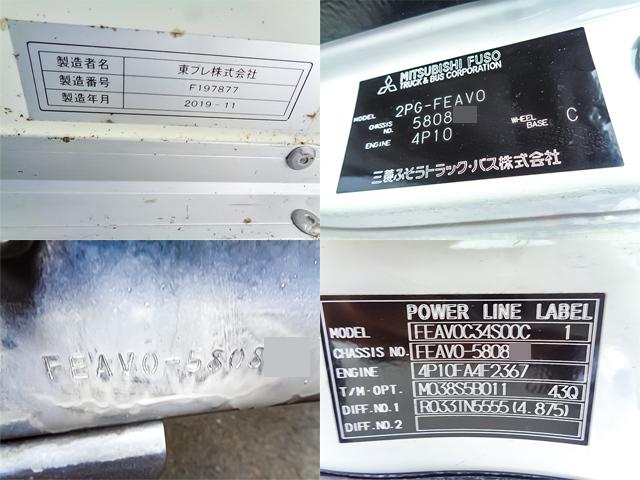 製造者名 東プレ株式会社
製造番号 F197877
製造年月 2019-11
MITSUBISHI FUSO
TRUCK & BUS CORPORATION
MODEL 2PG-FEAV0
CHASSIS NO. 5808
WHEEL BASE C
ENGINE 4P10
三菱ふそうトラック・バス株式会社
FEAV0-5808
POWER LINE LABEL
MODEL FEAV0C34S00C 1
CHASSIS NO. FEAV0-5808
ENGINE 4P10FA4F2367
T/M-OPT. M038S5B011 43Q
DIFF.NO.1 R033TN5555(4.875)
DIFF.NO.2